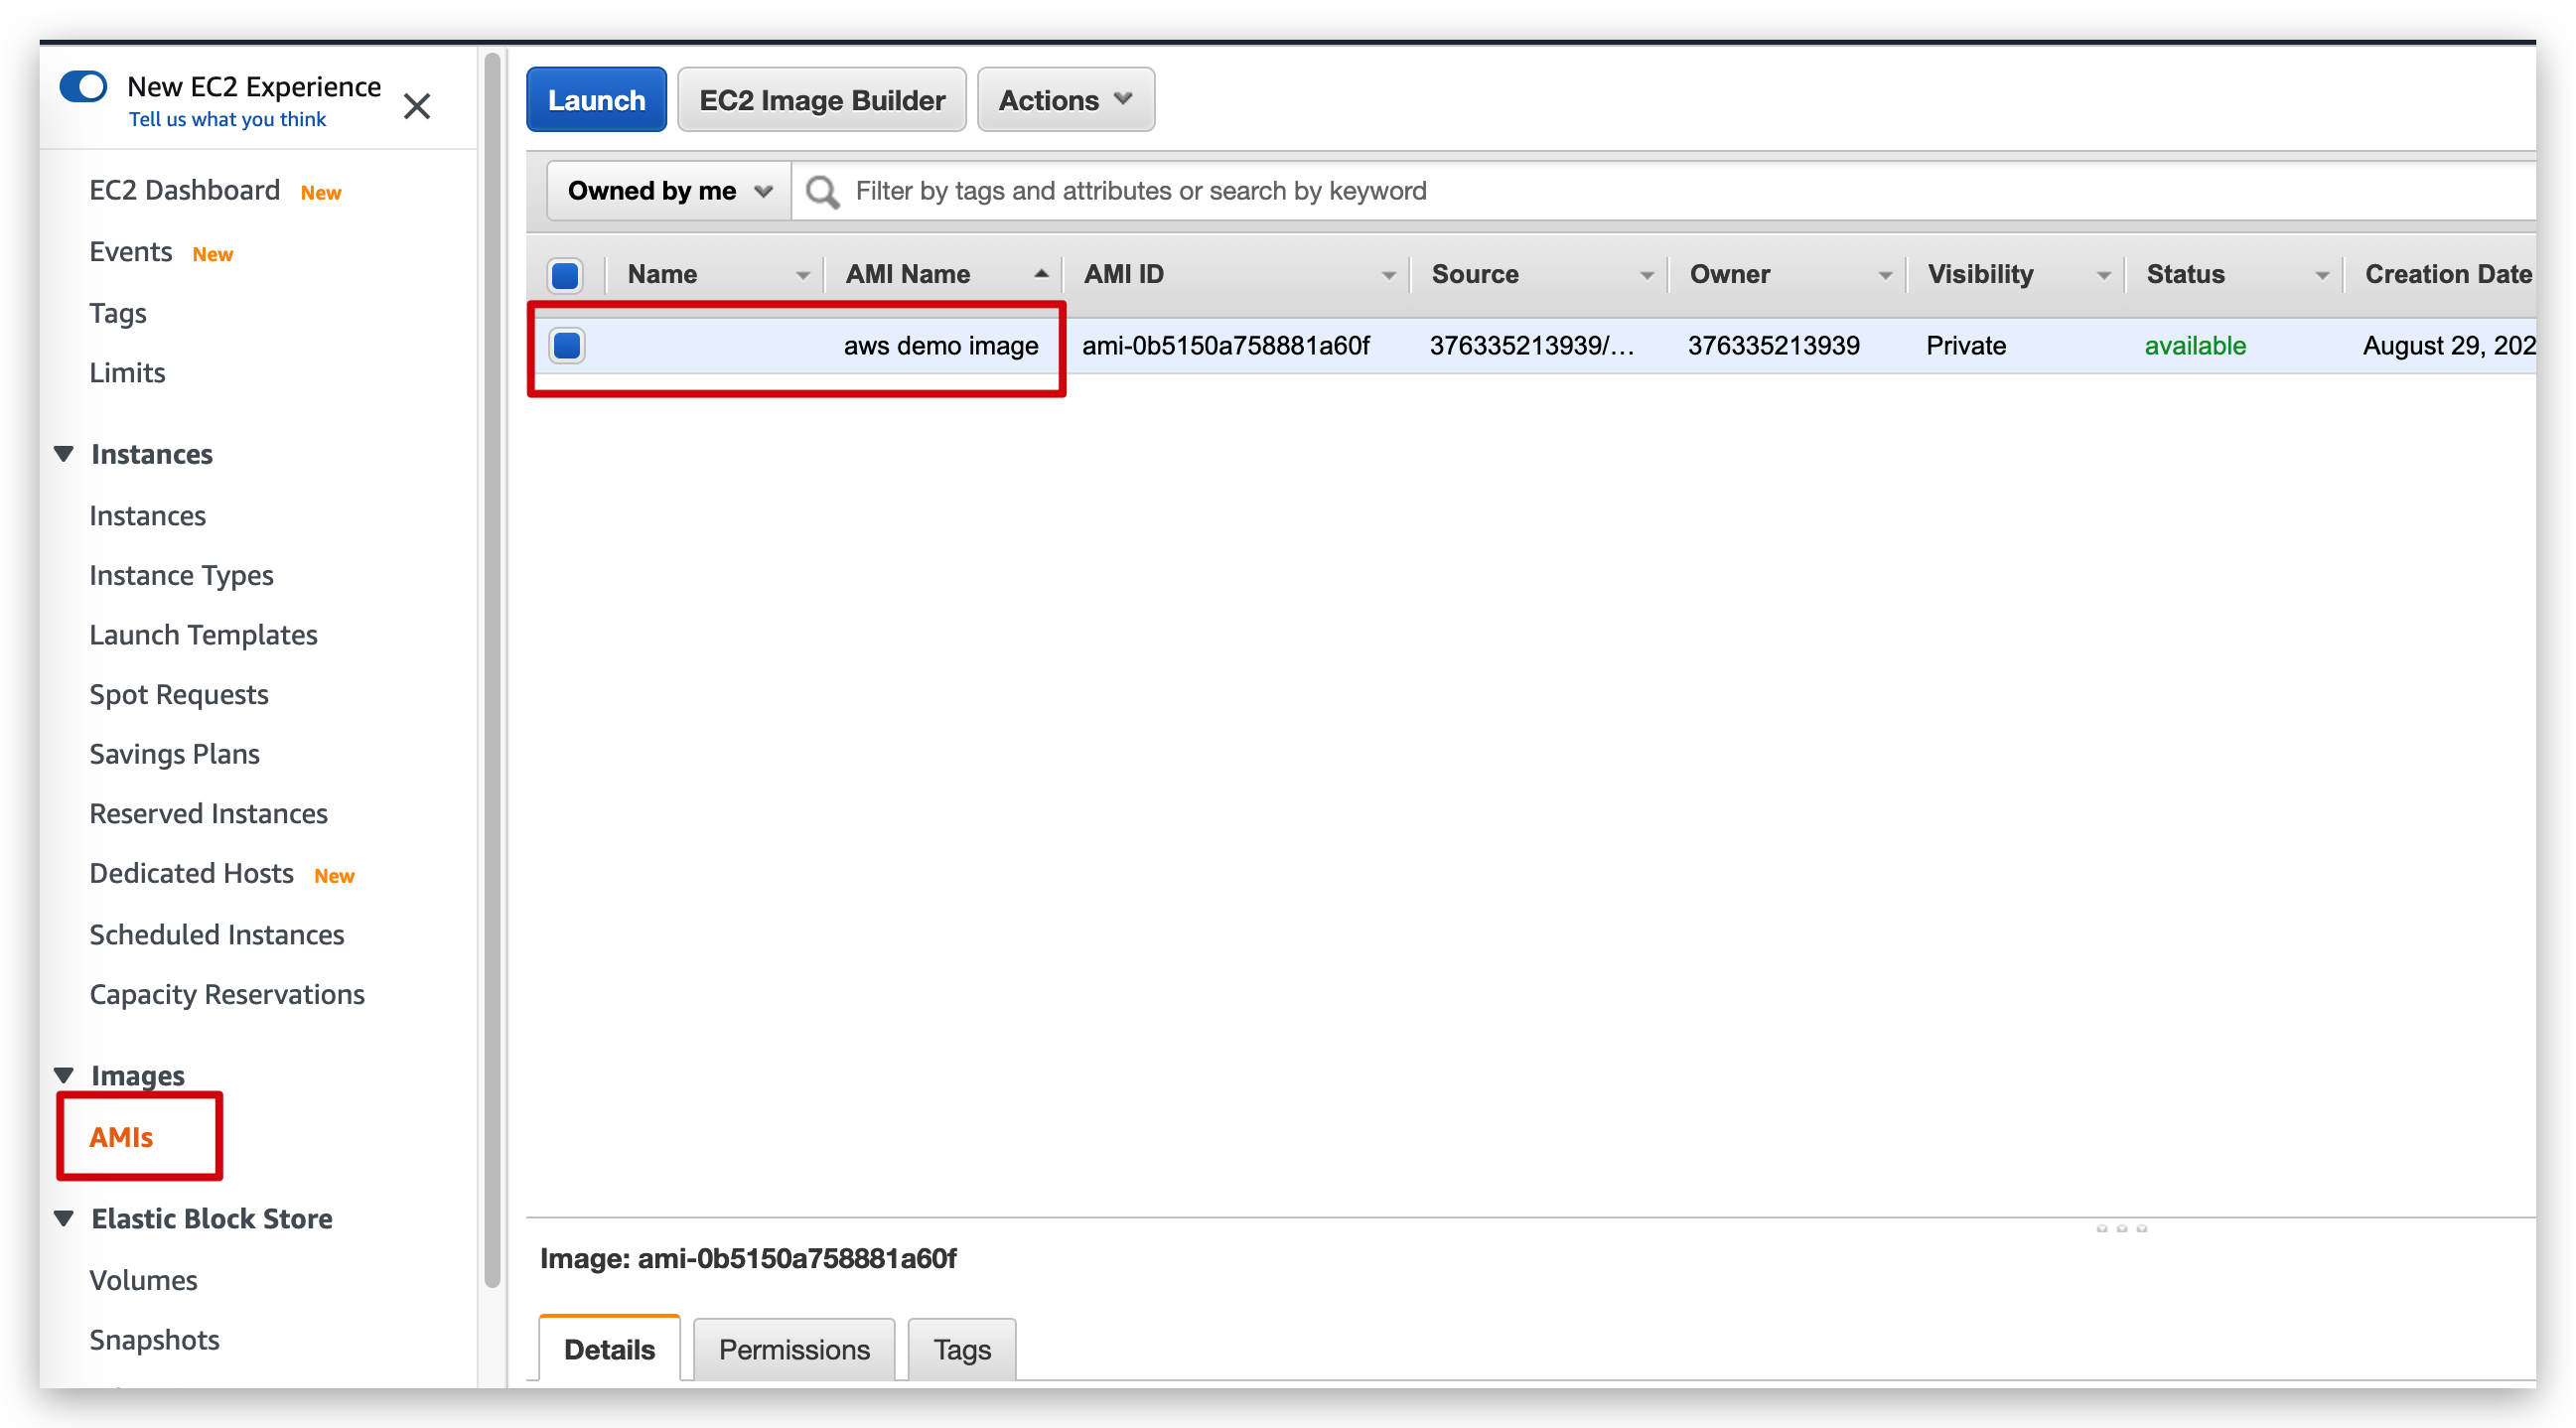 New EC2 Experience
Tell us what you think
EC2 Dashboard New
Events New
Tags
Limits
Instances
Instances
Instance Types
Launch Templates
Spot Requests
Savings Plans
Reserved Instances
Dedicated Hosts New
Scheduled Instances
Capacity Reservations
Images
AMIs
Elastic Block Store
Volumes
Snapshots
Launch EC2 Image Builder Actions
Owned by me Filter by tags and attributes or search by keyword
Name AMI Name AMI ID Source Owner Visibility Status Creation Date
aws demo image ami-0b5150a758881a60f 376335213939/... 376335213939 Private available August 29, 202
Image: ami-0b5150a758881a60f
Details Permissions Tags